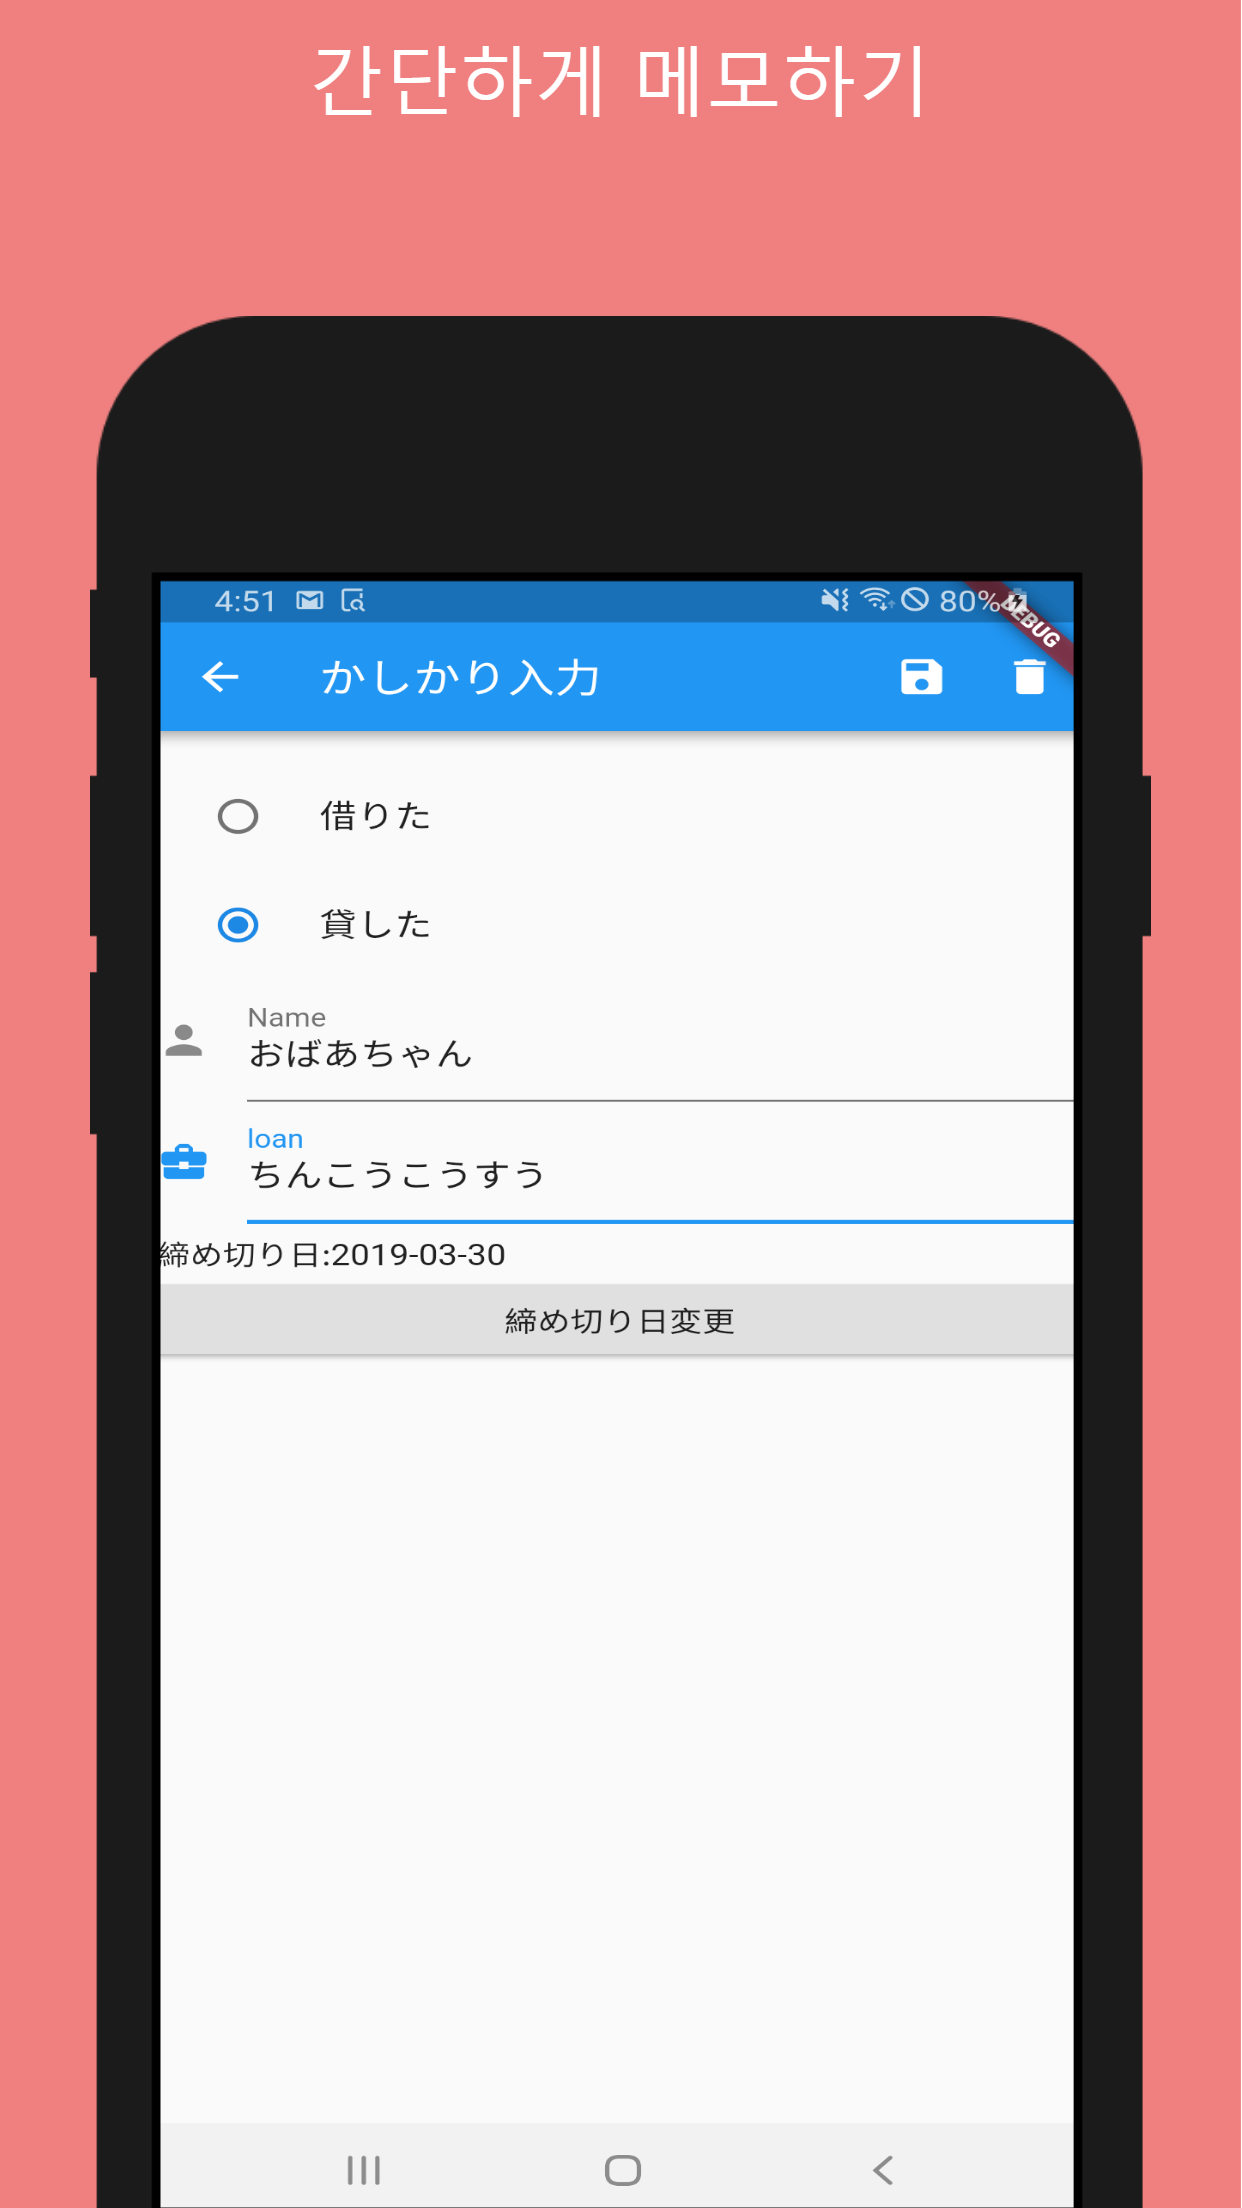 간단하게 메모하기
4:51 80%
DEBUG
かしかり入力
借りた
貸した
Name
おばあちゃん
loan
ちんこうこうすう
締め切り日:2019-03-30
締め切り日変更